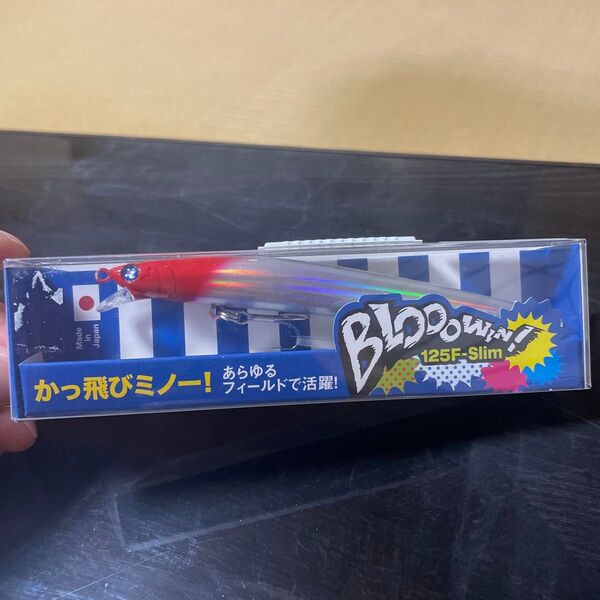 Made
in
Japan
かっ飛びミノー!
あらゆる
フィールドで活躍!
BLOOOWIN!
125F-Slim